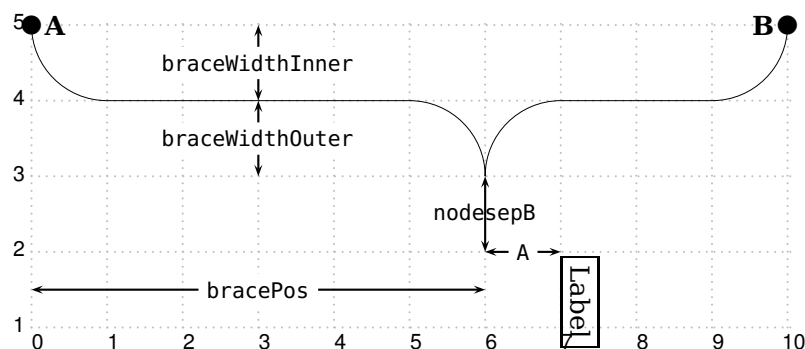 5 A B
braceWidthInner
4
braceWidthOuter
3
nodesepB
2 A
Label
bracePos
1
0 1 2 3 4 5 6 7 8 9 10